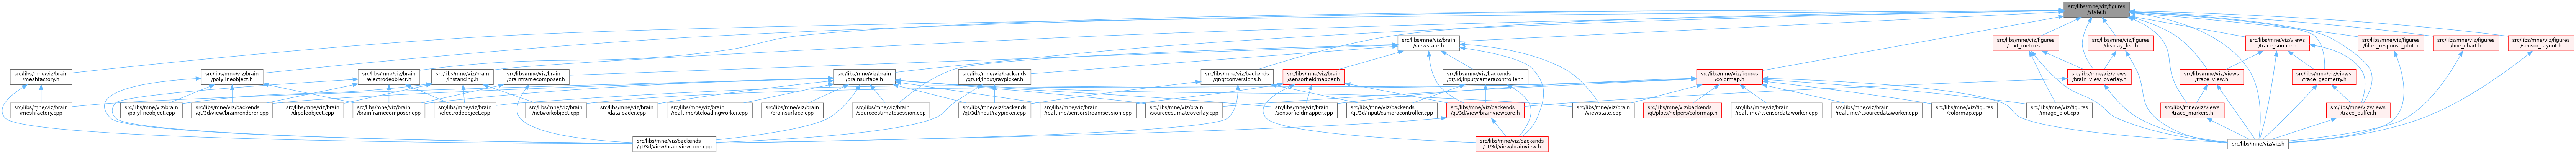 src/libs/mne/viz/figures
/style.h
src/libs/mne/viz/brain
/viewstate.h
src/libs/mne/viz/figures
/text_metrics.h
src/libs/mne/viz/figures
/display_list.h
src/libs/mne/viz/views
/trace_source.h
src/libs/mne/viz/figures
/filter_response_plot.h
src/libs/mne/viz/figures
/line_chart.h
src/libs/mne/viz/figures
/sensor_layout.h
src/libs/mne/viz/brain
/meshfactory.h
src/libs/mne/viz/brain
/polylineobject.h
src/libs/mne/viz/brain
/electrodeobject.h
src/libs/mne/viz/brain
/instancing.h
src/libs/mne/viz/brain
/brainframecomposer.h
src/libs/mne/viz/brain
/brainsurface.h
src/libs/mne/viz/backends
/qt/3d/input/raypicker.h
src/libs/mne/viz/backends
/qt/qtconversions.h
src/libs/mne/viz/brain
/sensorfieldmapper.h
src/libs/mne/viz/backends
/qt/3d/input/cameracontroller.h
src/libs/mne/viz/figures
/colormap.h
src/libs/mne/viz/views
/brain_view_overlay.h
src/libs/mne/viz/views
/trace_view.h
src/libs/mne/viz/views
/trace_geometry.h
src/libs/mne/viz/brain
/meshfactory.cpp
src/libs/mne/viz/brain
/polylineobject.cpp
src/libs/mne/viz/backends
/qt/3d/view/brainrenderer.cpp
src/libs/mne/viz/brain
/dipoleobject.cpp
src/libs/mne/viz/brain
/brainframecomposer.cpp
src/libs/mne/viz/brain
/electrodeobject.cpp
src/libs/mne/viz/brain
/networkobject.cpp
src/libs/mne/viz/brain
/dataloader.cpp
src/libs/mne/viz/brain
/realtime/stcloadingworker.cpp
src/libs/mne/viz/brain
/brainsurface.cpp
src/libs/mne/viz/brain
/sourceestimatesession.cpp
src/libs/mne/viz/backends
/qt/3d/input/raypicker.cpp
src/libs/mne/viz/brain
/realtime/sensorstreamsession.cpp
src/libs/mne/viz/brain
/sourceestimateoverlay.cpp
src/libs/mne/viz/brain
/sensorfieldmapper.cpp
src/libs/mne/viz/backends
/qt/3d/input/cameracontroller.cpp
src/libs/mne/viz/backends
/qt/3d/view/brainviewcore.h
src/libs/mne/viz/brain
/viewstate.cpp
src/libs/mne/viz/backends
/qt/plots/helpers/colormap.h
src/libs/mne/viz/brain
/realtime/rtsensordataworker.cpp
src/libs/mne/viz/brain
/realtime/rtsourcedataworker.cpp
src/libs/mne/viz/figures
/colormap.cpp
src/libs/mne/viz/figures
/image_plot.cpp
src/libs/mne/viz/views
/trace_markers.h
src/libs/mne/viz/views
/trace_buffer.h
src/libs/mne/viz/backends
/qt/3d/view/brainviewcore.cpp
src/libs/mne/viz/backends
/qt/3d/view/brainview.h
src/libs/mne/viz/viz.h